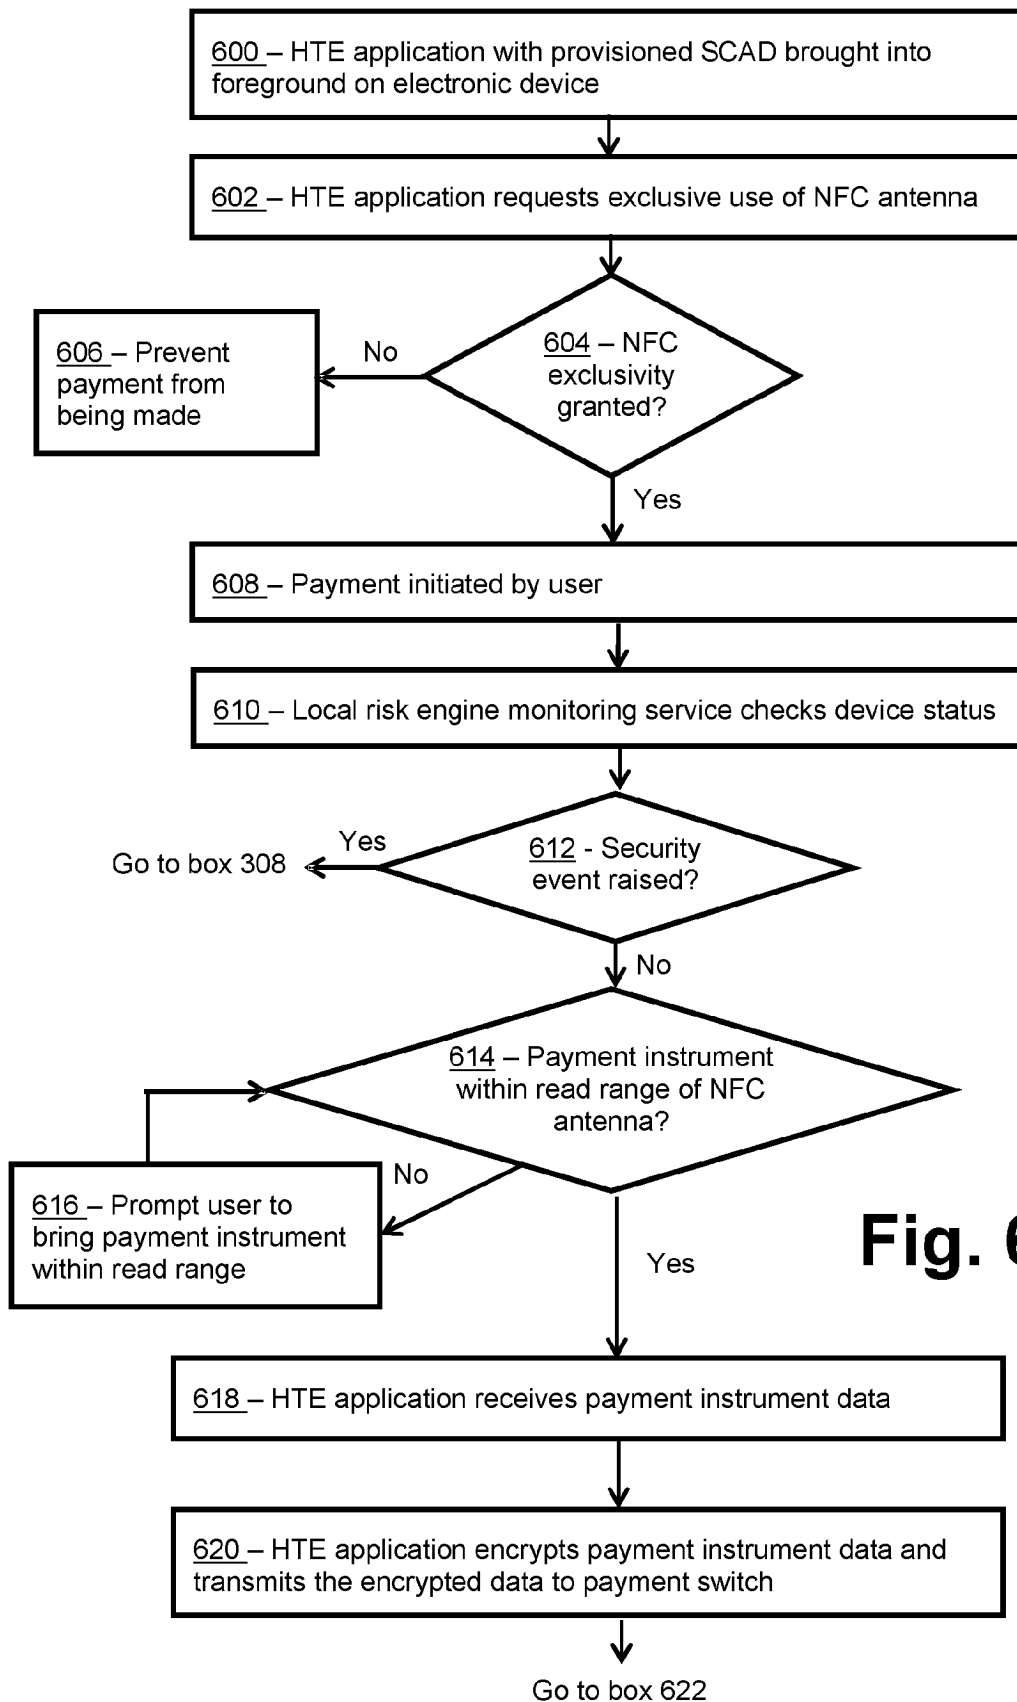 600 – HTE application with provisioned SCAD brought into
foreground on electronic device
602 – HTE application requests exclusive use of NFC antenna
604 – NFC
exclusivity
granted?
No
606 – Prevent
payment from
being made
Yes
608 – Payment initiated by user
610 – Local risk engine monitoring service checks device status
612 - Security
event raised?
Yes
Go to box 308
No
614 – Payment instrument
within read range of NFC
antenna?
No
616 – Prompt user to
bring payment instrument
within read range
Yes
Fig. 6
618 – HTE application receives payment instrument data
620 – HTE application encrypts payment instrument data and
transmits the encrypted data to payment switch
Go to box 622